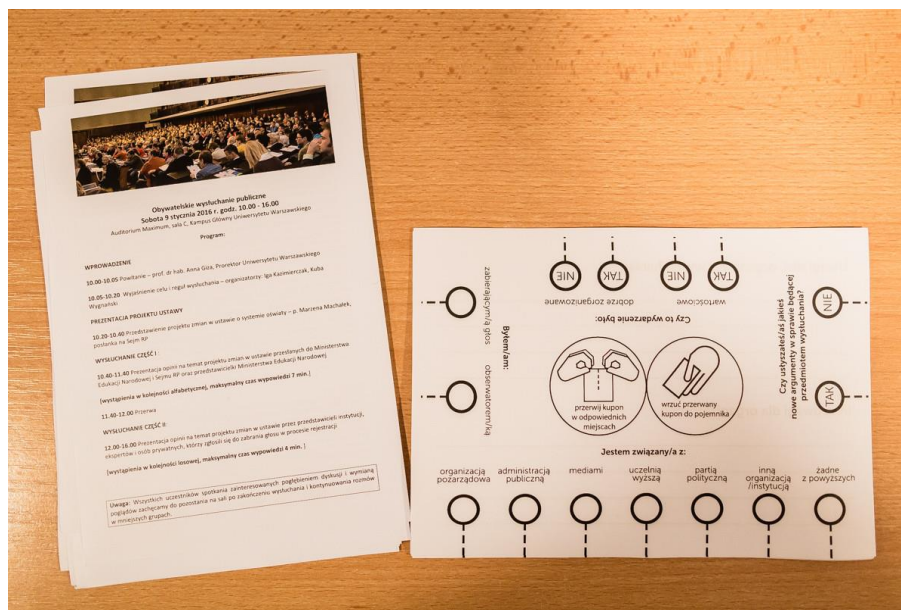 Obywatelskie wysłuchanie publiczne
Sobota 9 stycznia 2016 r. godz. 10.00 - 16.00
Auditorium Maximum, sala C, Kampus Główny Uniwersytetu Warszawskiego
Program:
WPROWADZENIE
10.00-10.05 Powitanie – prof. dr hab. Anna Giza, Prorektor Uniwersytetu Warszawskiego
10.05-10.20 Wyjaśnienie celu i reguł wysłuchania – organizatorzy: Iga Kazimierczak, Kuba
Wygnański
PREZENTACJA PROJEKTU USTAWY
10.20-10.40 Przedstawienie projektu zmian w ustawie o systemie oświaty – p. Marzena Machałek,
posłanka na Sejm RP
WYSŁUCHANIE CZĘŚĆ I
10.40-11.40 Prezentacja opinii na temat projektu zmian w ustawie przesłanych do Ministerstwa
Edukacji Narodowej i Sejmu RP oraz przedstawicielki Ministerstwa Edukacji Narodowej
[wystąpienia w kolejności alfabetycznej, maksymalny czas wypowiedzi 7 min.]
11.40-12.00 Przerwa
WYSŁUCHANIE CZĘŚĆ II:
12.00-16.00 Prezentacja opinii na temat projektu zmian w ustawie przez przedstawicieli instytucji,
ekspertów i osób prywatnych, którzy zgłosili się do zabrania głosu w procesie rejestracji
[wystąpienia w kolejności losowej, maksymalny czas wypowiedzi 4 min. ]
Uwaga: Wszystkich uczestników spotkania zainteresowanych pogłębieniem dyskusji i wymianą
poglądów zachęcamy do pozostania na sali po zakończeniu wysłuchania i kontynuowania rozmów
w mniejszych grupach.
Byłem/am:
zabierającym/ą głos
obserwatorem/ką
Czy to wydarzenie było:
wartościowe
TAK
NIE
dobrze zorganizowane
TAK
NIE
Czy usłyszałeś/aś jakieś
nowe argumenty w sprawie będącej
przedmiotem wysłuchania?
TAK
NIE
przerwij kupon
w odpowiednich
miejscach
wrzuć przerwany
kupon do pojemnika
Jestem związany/a z:
organizacją
pozarządową
administracją
publiczną
mediami
uczelnią
wyższą
partią
polityczną
inną
organizacją
/instytucją
żadne
z powyższych